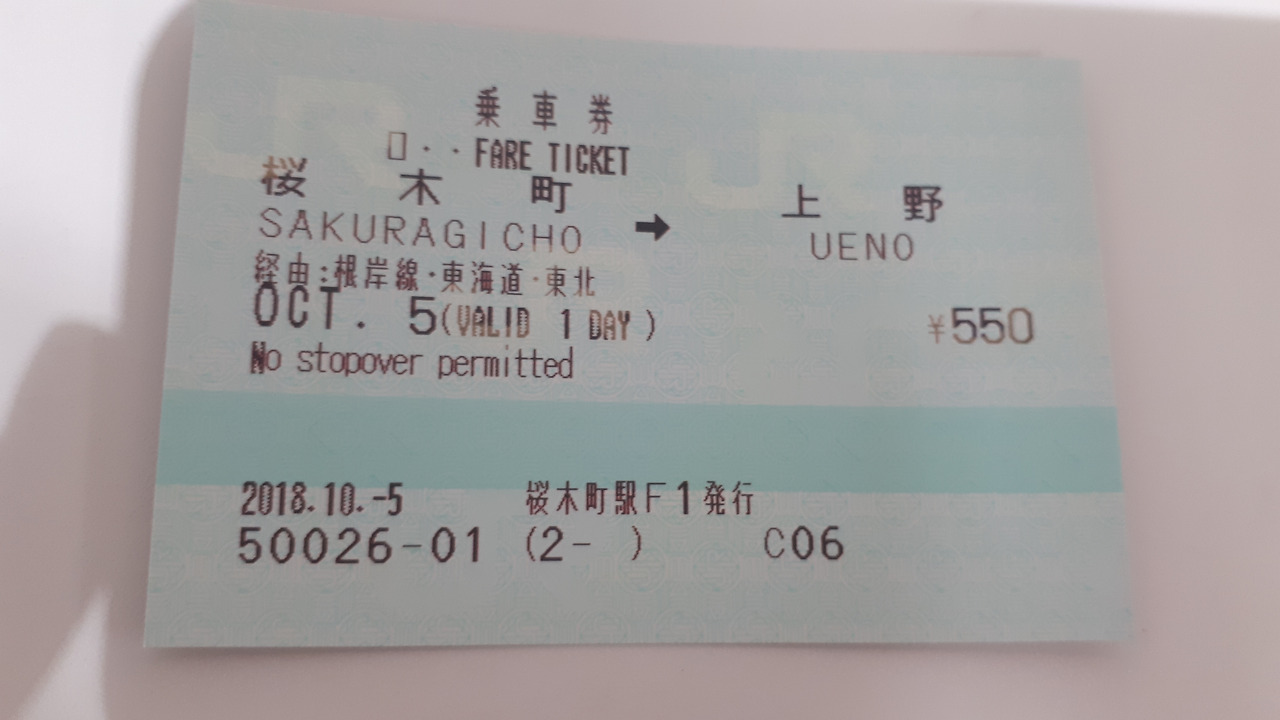 乗車券
□・・FARE TICKET
桜木町 → 上野
SAKURAGICHO UENO
経由:根岸線・東海道・東北
OCT. 5(VALID 1 DAY) ¥550
No stopover permitted
2018.10.-5 桜木町駅F1発行
50026-01 (2- ) C06